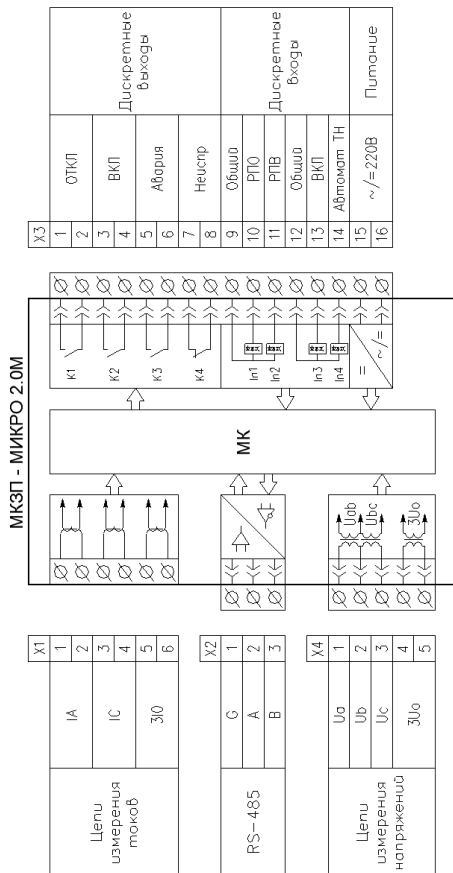 МКЗП - МИКРО 2.0М
Цепи
измерения
токов
X1
IA
1
2
IC
3
4
3I0
5
6
RS-485
X2
G
1
A
2
B
3
Цепи
измерения
напряжений
X4
Ua
1
Ub
2
Uc
3
3Uo
4
5
Uab
Ubc
3Uo
МК
К1
К2
К3
К4
In1
In2
In3
In4
=
~/=
X3
1
2
ОТКЛ
3
4
ВКЛ
5
6
Авария
7
8
Неиспр
Дискретные
выходы
9
Общий
10
РПО
11
РПВ
12
Общий
13
ВКЛ
14
Автомат ТН
Дискретные
входы
15
16
~/=220В
Питание